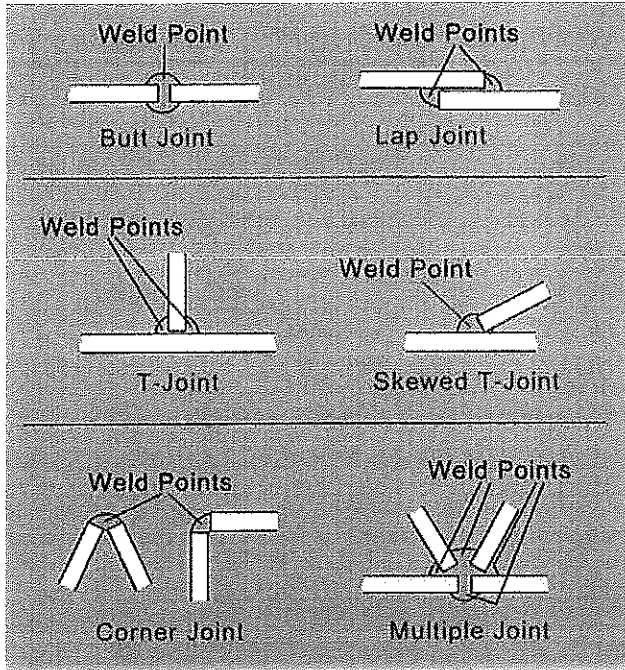 Weld Point
Weld Points
Butt Joint
Lap Joint
Weld Points
Weld Point
T-Joint
Skewed T-Joint
Weld Points
Weld Points
Corner Joint
Multiple Joint